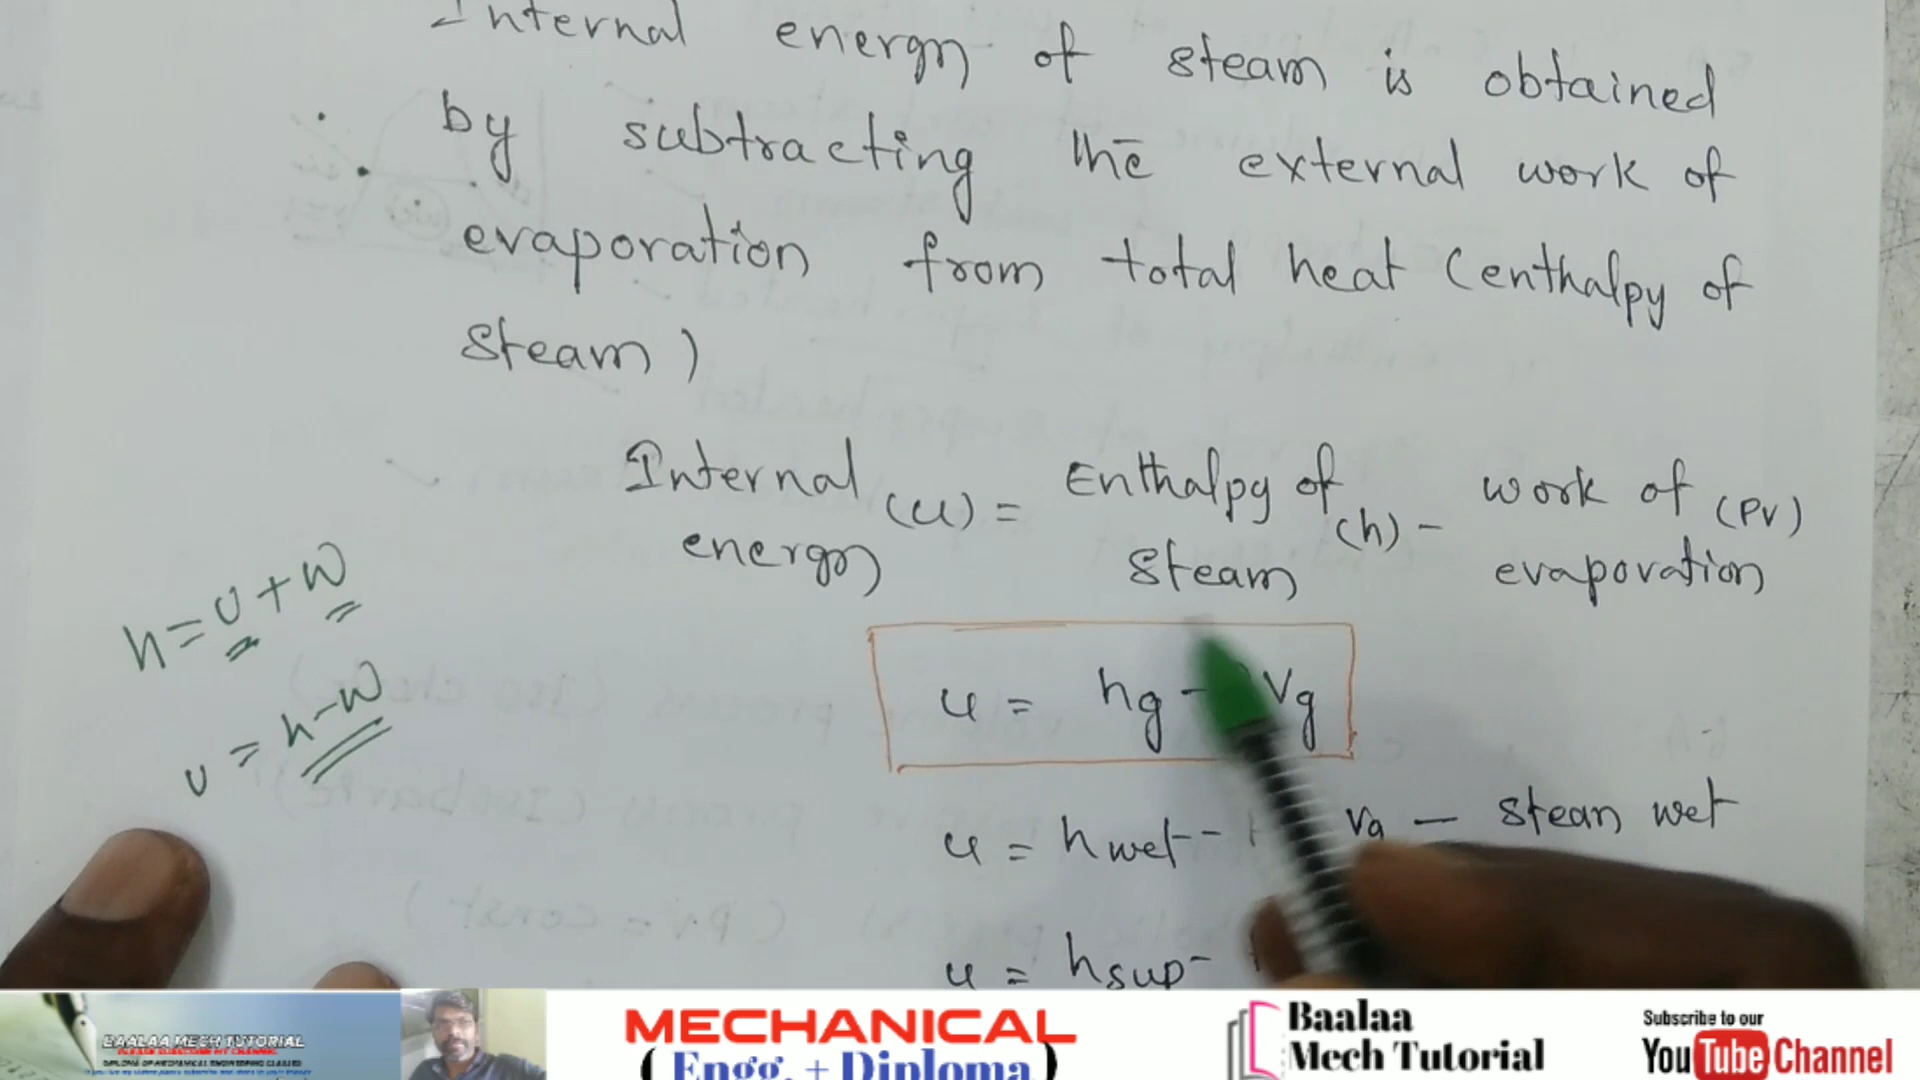 Internal energy of steam is obtained
by subtracting the external work of
evaporation from total heat (enthalpy of
steam)
Internal energy (u) = Enthalpy of steam (h) - work of evaporation (PV)
h = u + w
u = h - w
u = hg - Vg
u = hwet - Vg - stean wet
u = hsup -
BAALAA MECH TUTORIAL
MECHANICAL
(Engg. + Diploma)
Baalaa
Mech Tutorial
Subscribe to our
YouTube Channel